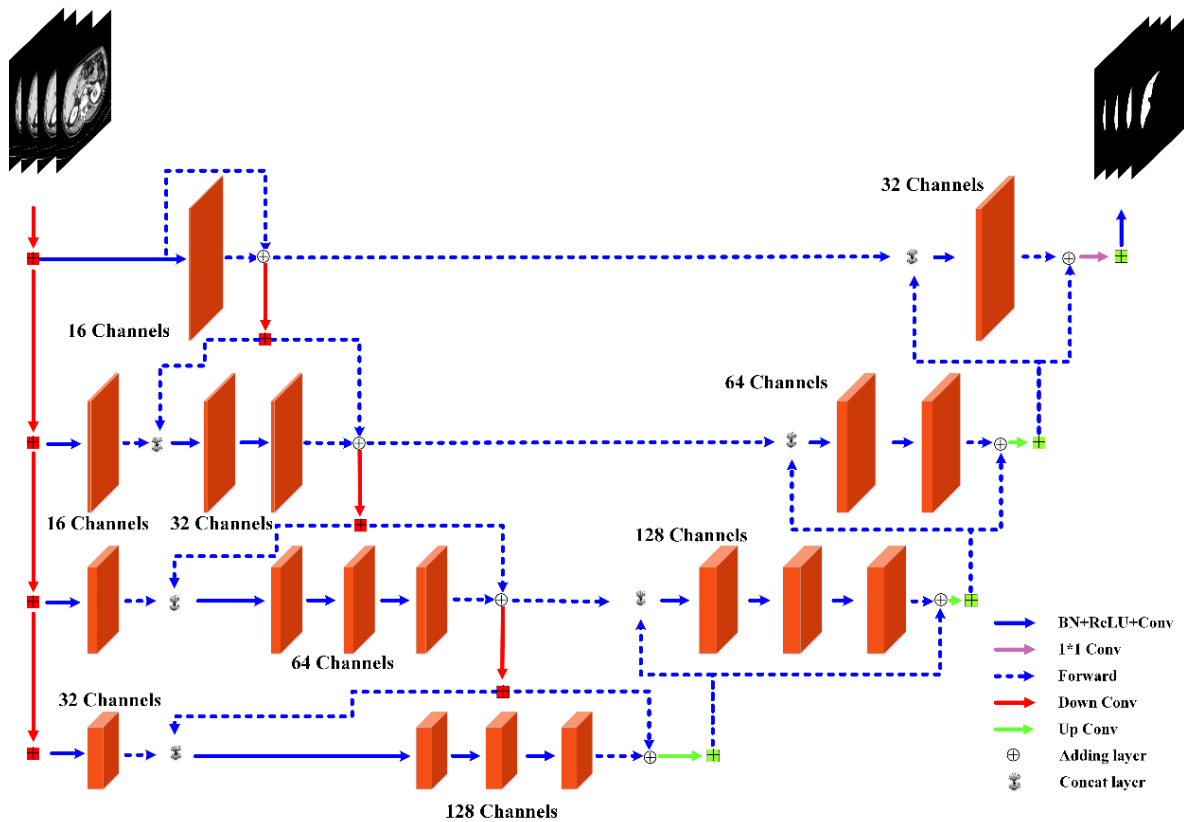 32 Channels
16 Channels
64 Channels
16 Channels
32 Channels
128 Channels
64 Channels
32 Channels
128 Channels
BN+ReLU+Conv
1*1 Conv
Forward
Down Conv
Up Conv
Adding layer
Concat layer